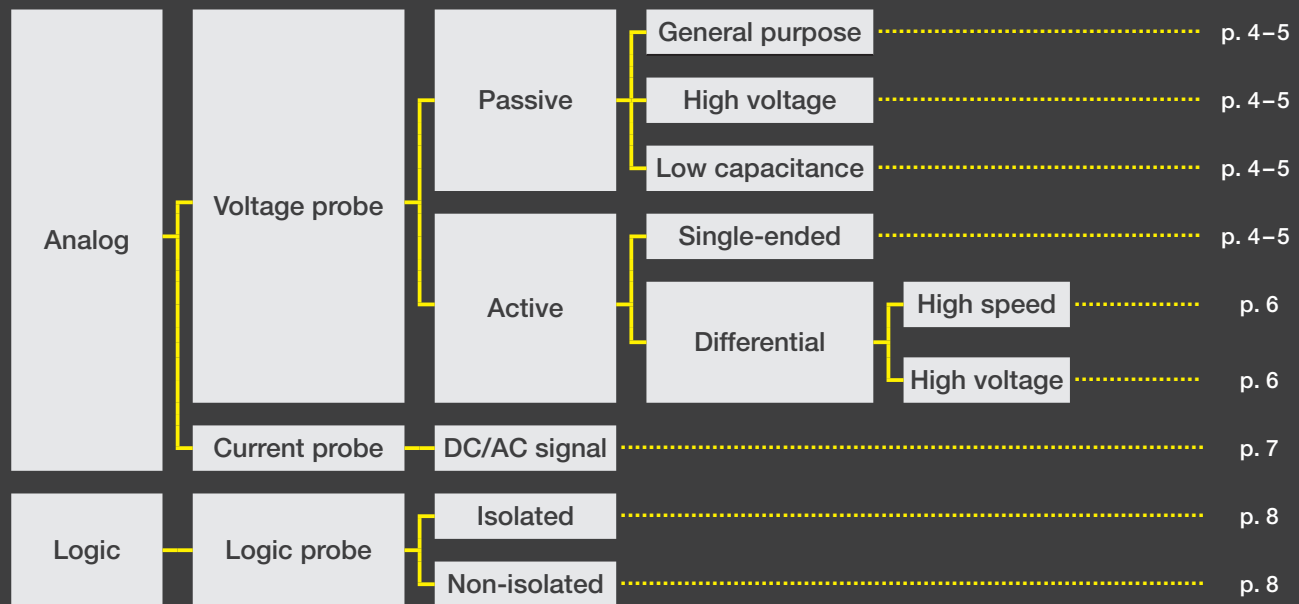 General purpose p. 4–5
Passive High voltage p. 4–5
Low capacitance p. 4–5
Voltage probe
Analog Single-ended p. 4–5
Active High speed p. 6
Differential
High voltage p. 6
Current probe DC/AC signal p. 7
Isolated p. 8
Logic Logic probe
Non-isolated p. 8